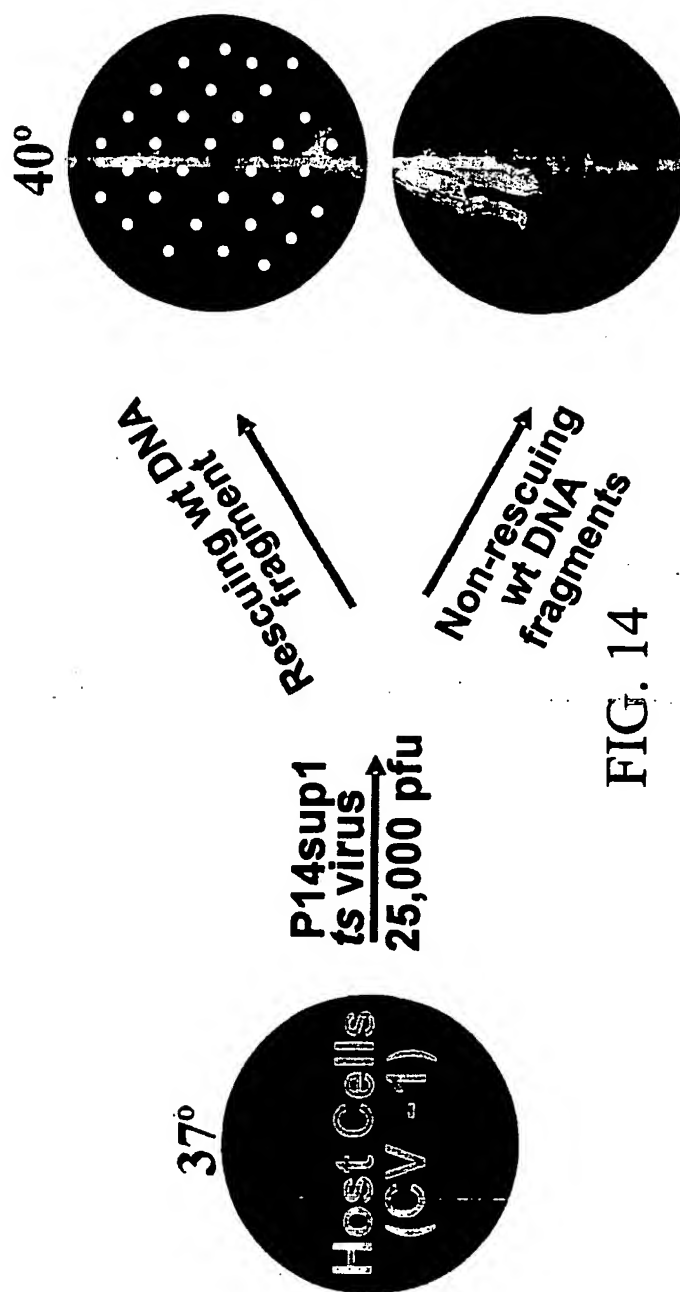 37°
Host Cells
(CV -1)
P14sup1
ts virus
25,000 pfu
Rescuing wt DNA
fragment
Non-rescuing
wt DNA
fragments
40°
FIG. 14